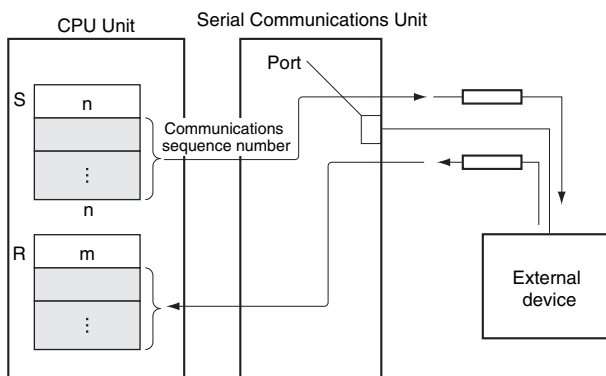 CPU Unit
Serial Communications Unit
Port
S
n
Communications
sequence number
⋮
n
R
m
⋮
External
device